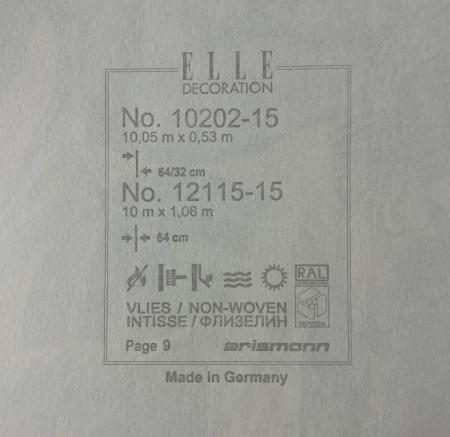 ELLE
DECORATION
No. 10202-15
10,05 m x 0,53 m
64/32 cm
No. 12115-15
10 m x 1,06 m
64 cm
RAL
VLIES / NON-WOVEN
INTISSE / ФЛИЗЕЛИН
TAPETEN
Page 9
erismann
Made in Germany